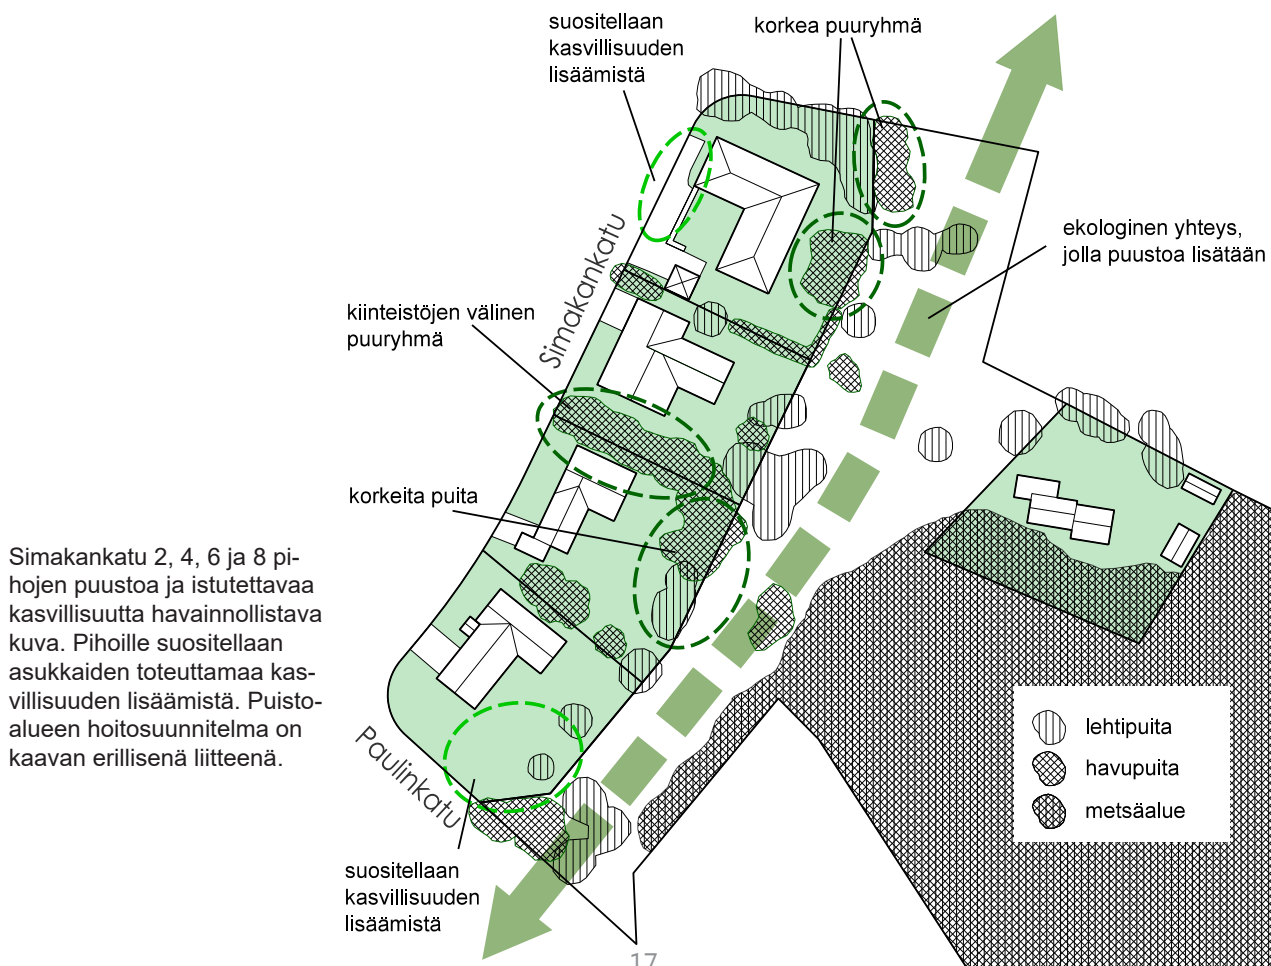 suositellaan
kasvillisuuden
lisäämistä
korkea puuryhmä
ekologinen yhteys,
jolla puustoa lisätään
Simakankatu
kiinteistöjen välinen
puuryhmä
korkeita puita
Simakankatu 2, 4, 6 ja 8 pi-
hojen puustoa ja istutettavaa
kasvillisuutta havainnollistava
kuva. Pihoille suositellaan
asukkaiden toteuttamaa kas-
villisuuden lisäämistä. Puisto-
alueen hoitosuunnitelma on
kaavan erillisenä liitteenä.
Paulinkatu
lehtipuita
havupuita
metsäalue
suositellaan
kasvillisuuden
lisäämistä
17